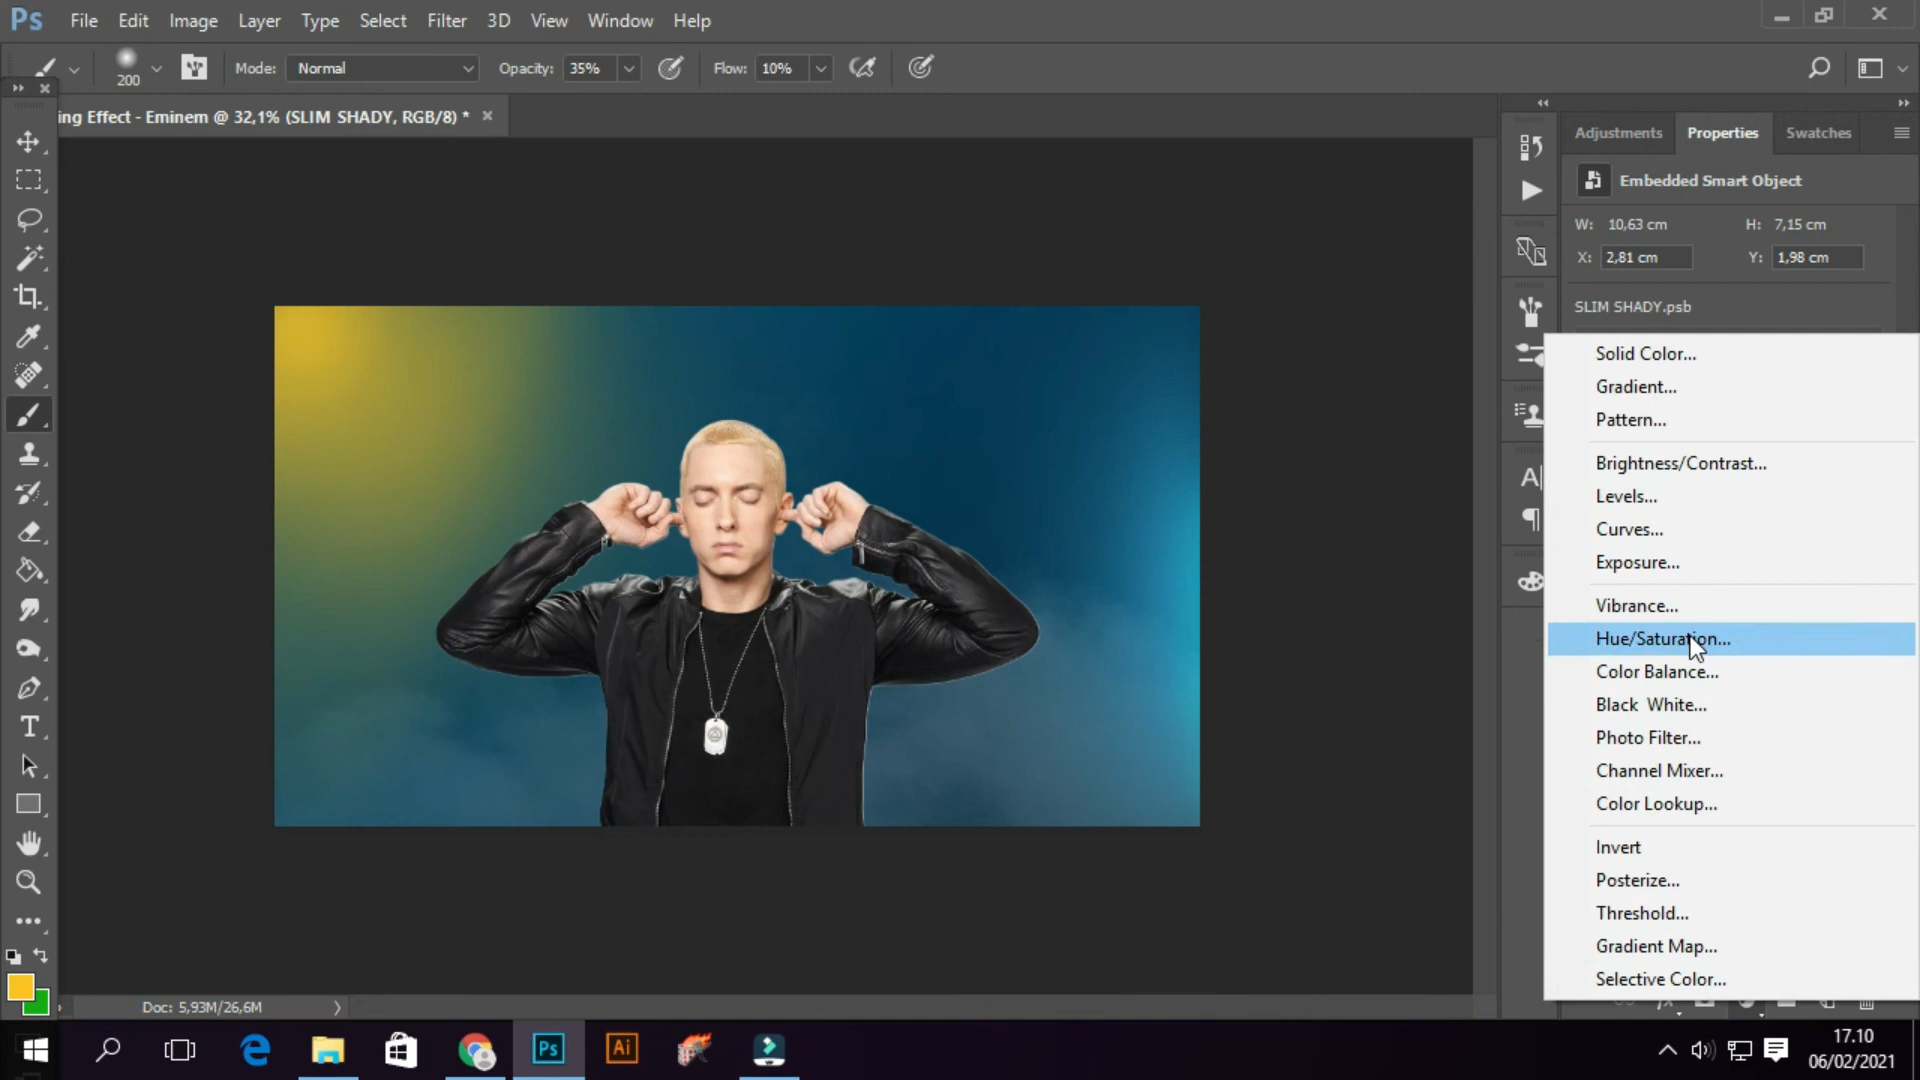 Ps File Edit Image Layer Type Select Filter 3D View Window Help
200 Mode: Normal Opacity: 35% Flow: 10%
ing Effect - Eminem @ 32,1% (SLIM SHADY, RGB/8) *
Adjustments Properties Swatches
Embedded Smart Object
W: 10,63 cm H: 7,15 cm
X: 2,81 cm Y: 1,98 cm
SLIM SHADY.psb
Solid Color...
Gradient...
Pattern...
Brightness/Contrast...
Levels...
Curves...
Exposure...
Vibrance...
Hue/Saturation...
Color Balance...
Black  White...
Photo Filter...
Channel Mixer...
Color Lookup...
Invert
Posterize...
Threshold...
Gradient Map...
Selective Color...
Doc: 5,93M/26,6M
Ps Ai
17.10
06/02/2021